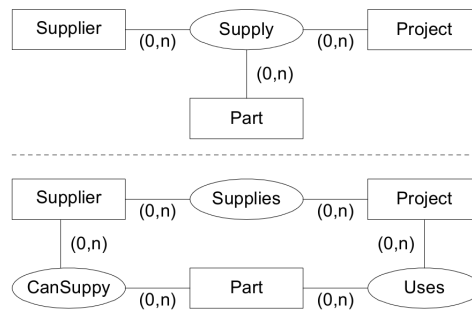 Supplier (0,n) Supply (0,n) Project
(0,n)
Part
Supplier (0,n) Supplies (0,n) Project
(0,n) (0,n)
CanSuppy (0,n) Part (0,n) Uses